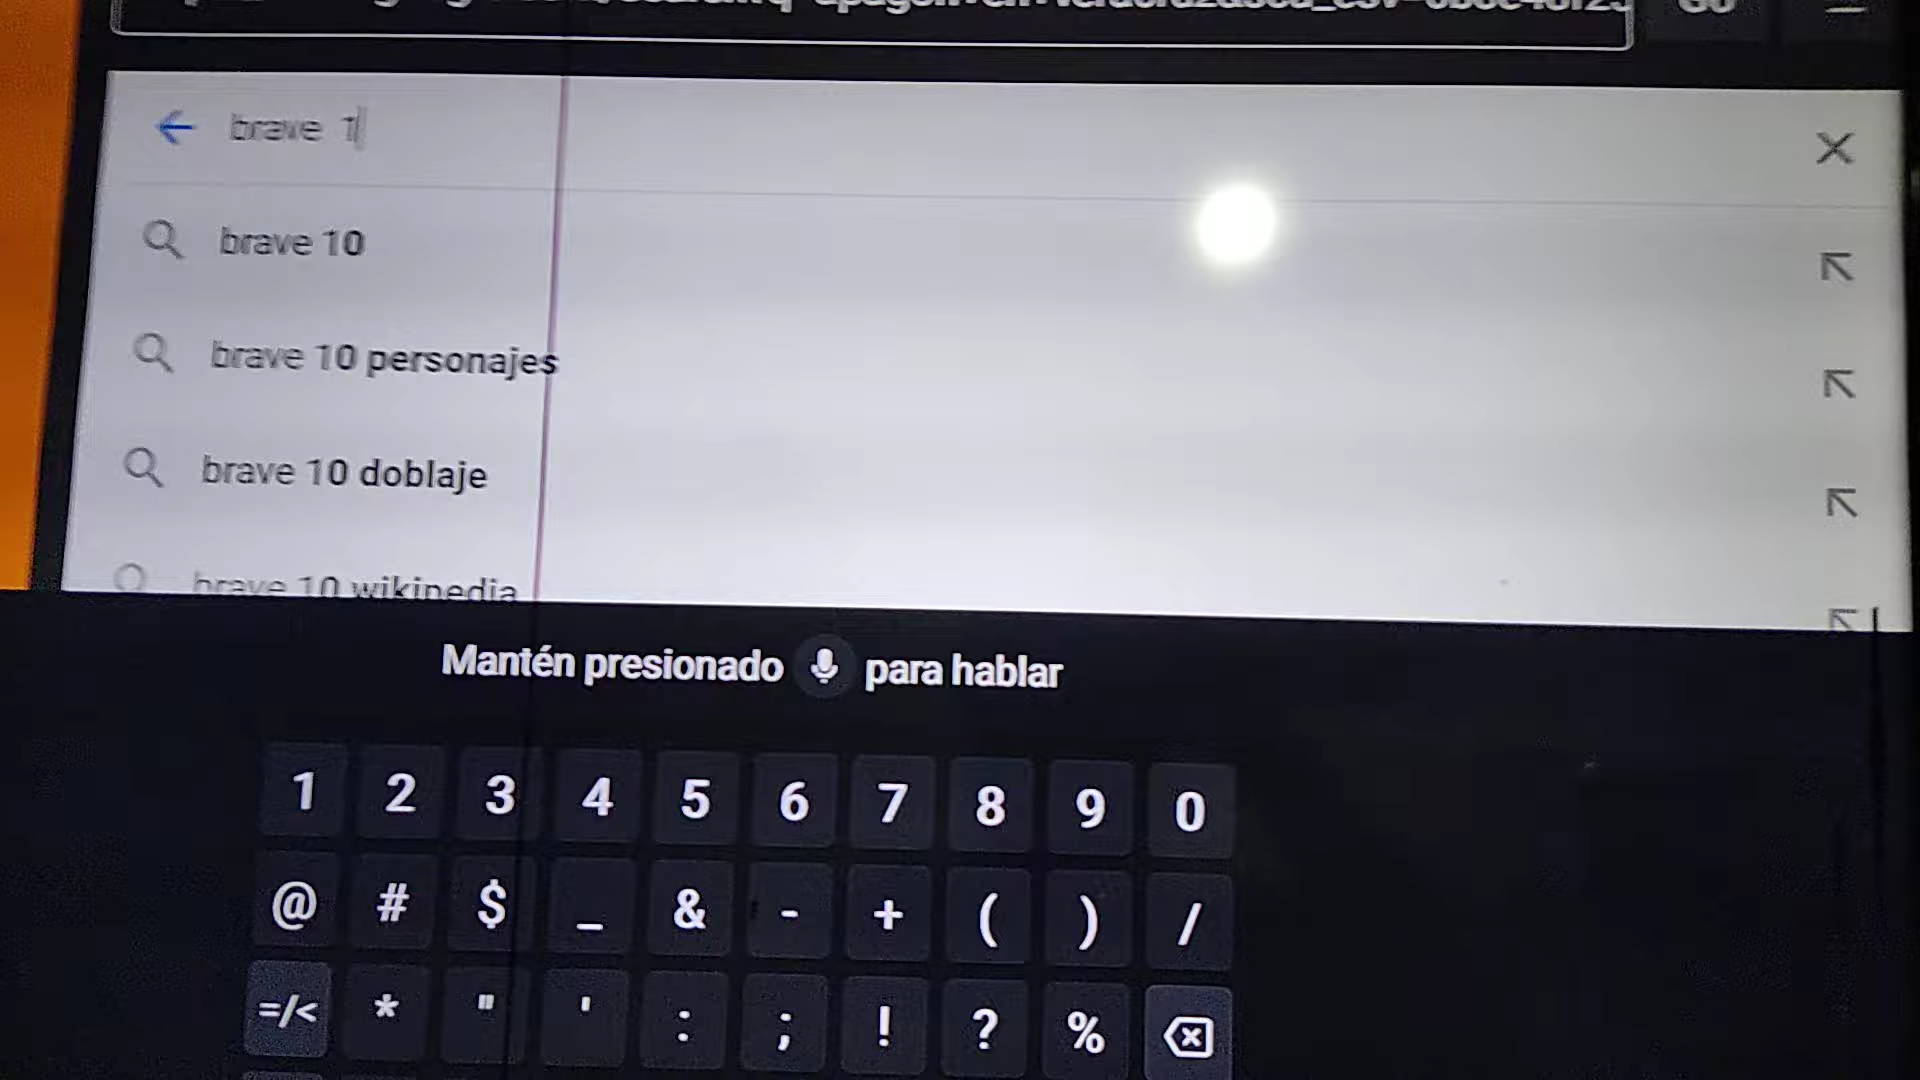 brave 1
brave 10
brave 10 personajes
brave 10 doblaje
brave 10 wikipedia
Mantén presionado para hablar
1 2 3 4 5 6 7 8 9 0
@ # $ _ & - + ( ) /
=/< * " ' : ; ! ? %